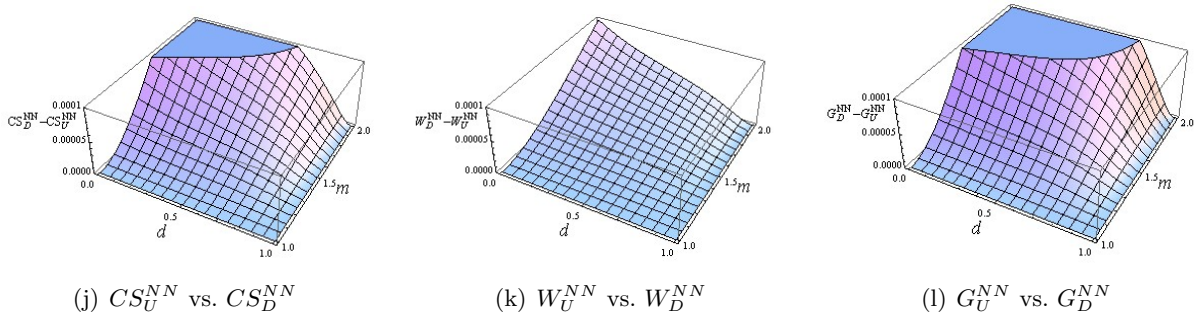 0.0001
CS_D^{NN} −CS_U^{NN}
0.00005
0.0000
0.0
0.5
d
1.0
1.0
1.5
m
2.0
0.0001
W_D^{NN} −W_U^{NN}
0.00005
0.0000
0.0
0.5
d
1.0
1.0
1.5
m
2.0
0.0001
G_D^{NN} −G_U^{NN}
0.00005
0.0000
0.0
0.5
d
1.0
1.0
1.5
m
2.0
(j) CS_U^{NN} vs. CS_D^{NN}
(k) W_U^{NN} vs. W_D^{NN}
(l) G_U^{NN} vs. G_D^{NN}